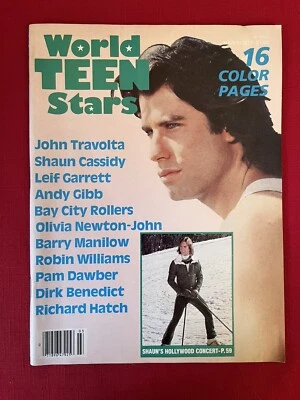 World
TEEN
Stars
16
COLOR
PAGES
John Travolta
Shaun Cassidy
Leif Garrett
Andy Gibb
Bay City Rollers
Olivia Newton-John
Barry Manilow
Robin Williams
Pam Dawber
Dirk Benedict
Richard Hatch
SHAUN'S HOLLYWOOD CONCERT-P.59